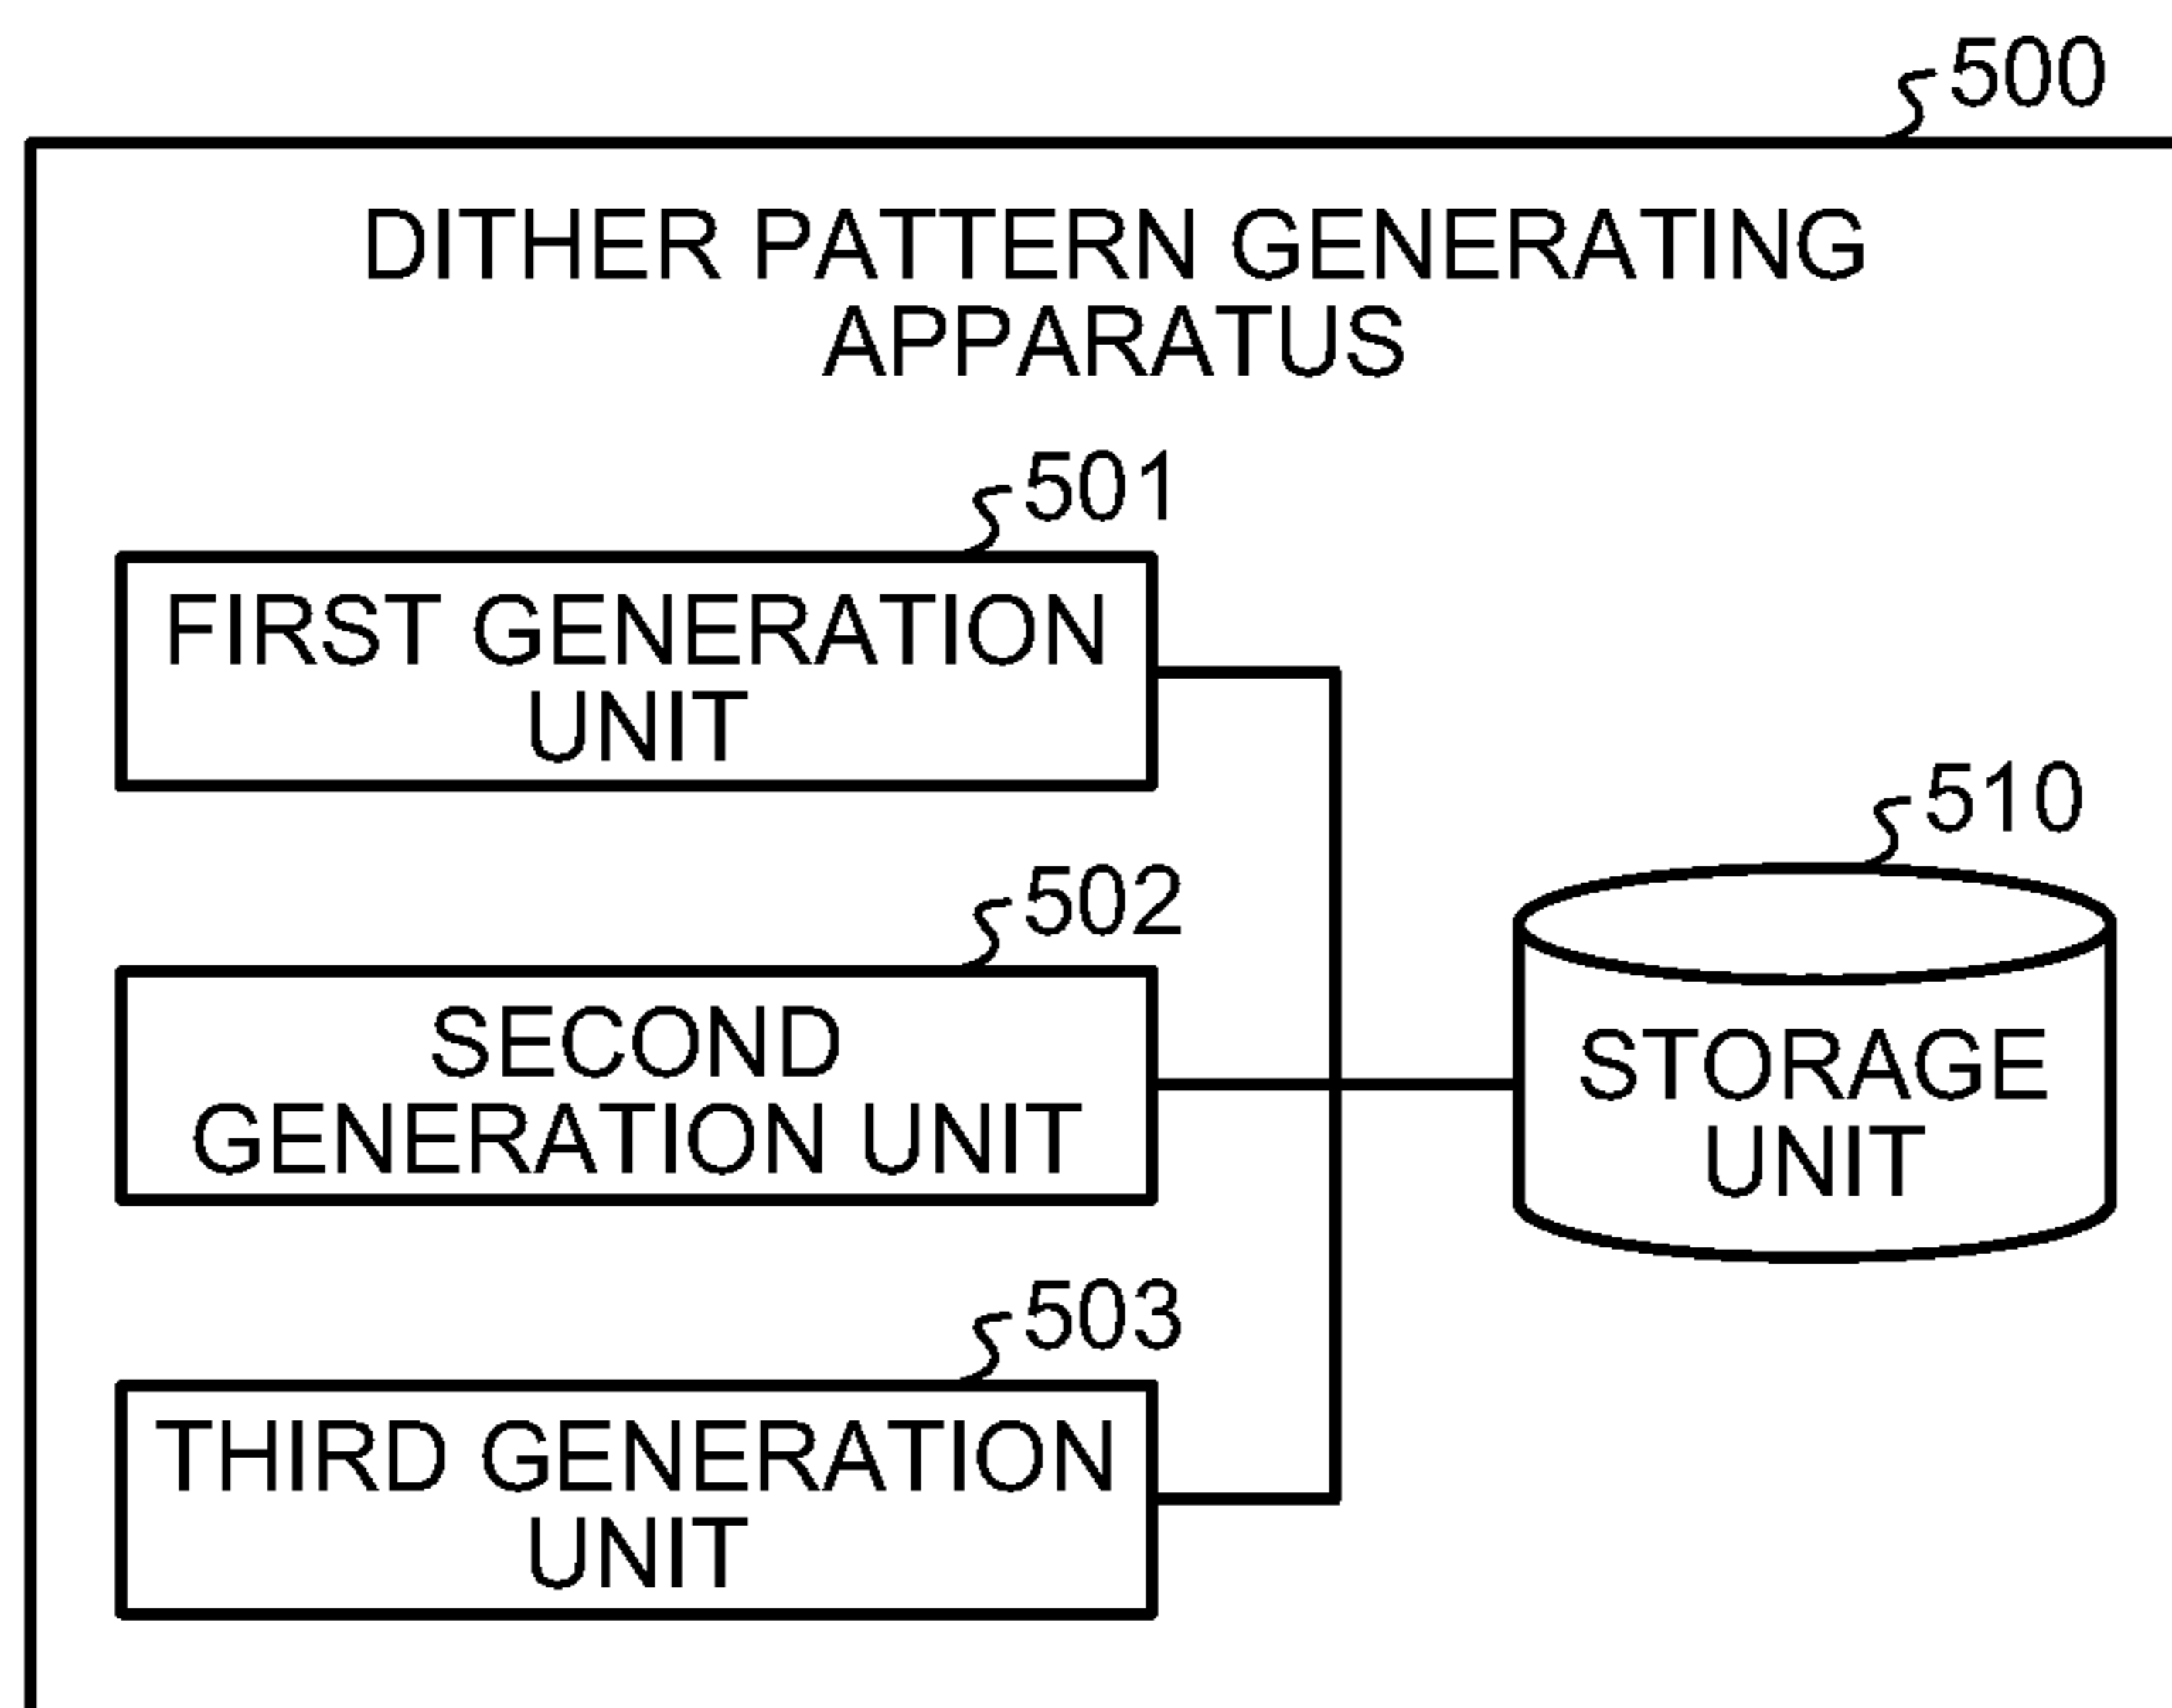 500
DITHER PATTERN GENERATING
APPARATUS
501
FIRST GENERATION
UNIT
510
502
SECOND
GENERATION UNIT
STORAGE
UNIT
503
THIRD GENERATION
UNIT